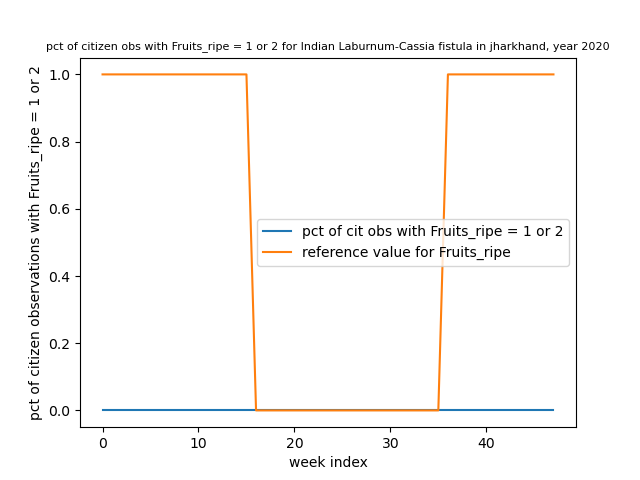 pct of citizen obs with Fruits_ripe = 1 or 2 for Indian Laburnum-Cassia fistula in jharkhand, year 2020
pct of citizen observations with Fruits_ripe = 1 or 2
1.0
0.8
0.6
0.4
0.2
0.0
pct of cit obs with Fruits_ripe = 1 or 2
reference value for Fruits_ripe
0
10
20
30
40
week index